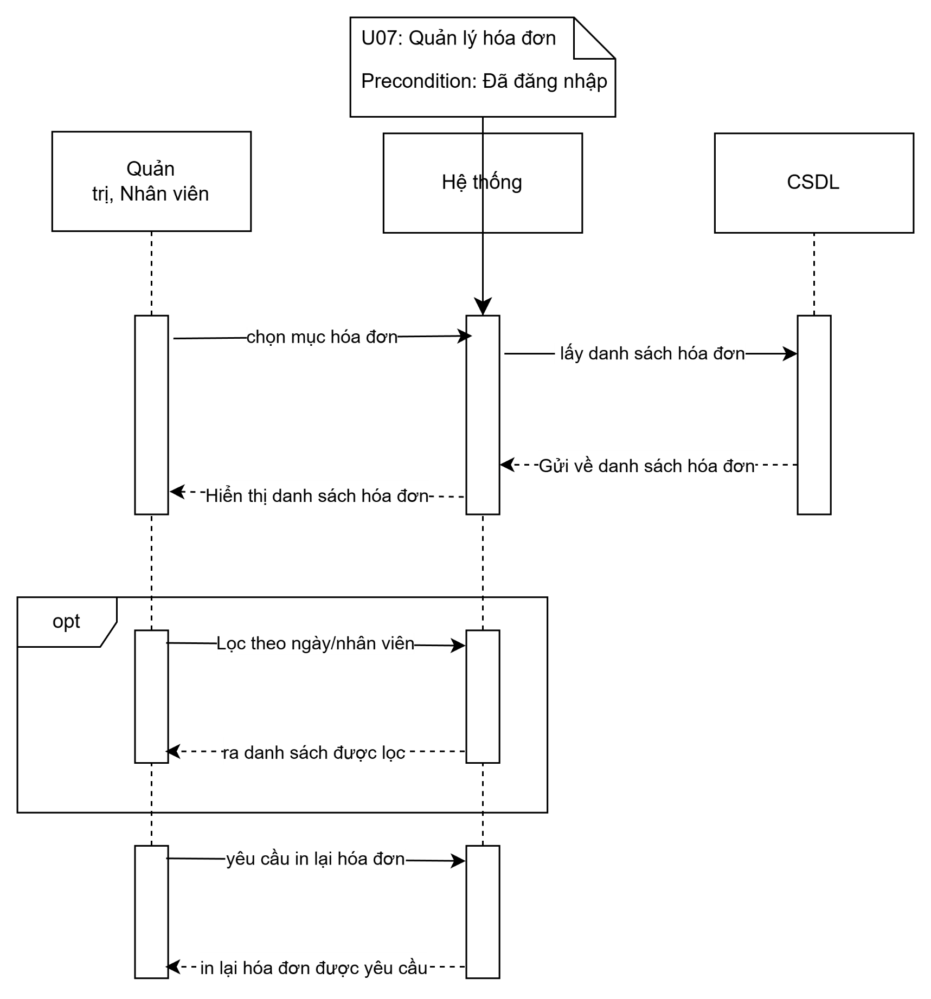 U07: Quản lý hóa đơn
Precondition: Đã đăng nhập
Quản
trị, Nhân viên
Hệ thống
CSDL
chọn mục hóa đơn
lấy danh sách hóa đơn
Gửi về danh sách hóa đơn
Hiển thị danh sách hóa đơn
opt
Lọc theo ngày/nhân viên
ra danh sách được lọc
yêu cầu in lại hóa đơn
in lại hóa đơn được yêu cầu